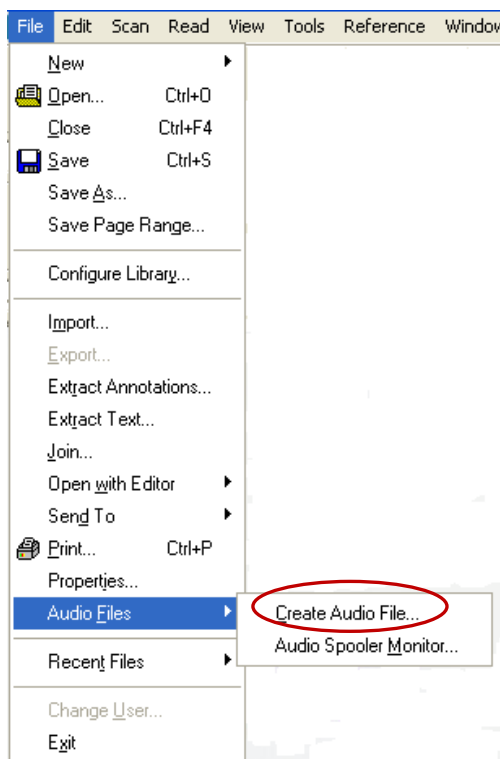 File Edit Scan Read View Tools Reference Window
New
Open... Ctrl+O
Close Ctrl+F4
Save Ctrl+S
Save As...
Save Page Range...
Configure Library...
Import...
Export...
Extract Annotations...
Extract Text...
Join...
Open with Editor
Send To
Print... Ctrl+P
Properties...
Audio Files
Create Audio File...
Audio Spooler Monitor...
Recent Files
Change User...
Exit